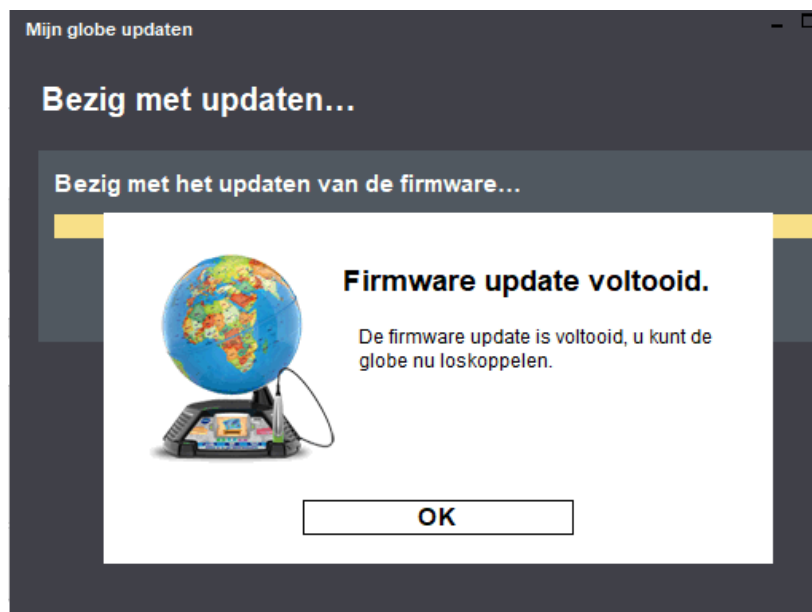 Mijn globe updaten
Bezig met updaten...
Bezig met het updaten van de firmware...
Firmware update voltooid.
De firmware update is voltooid, u kunt de
globe nu loskoppelen.
OK